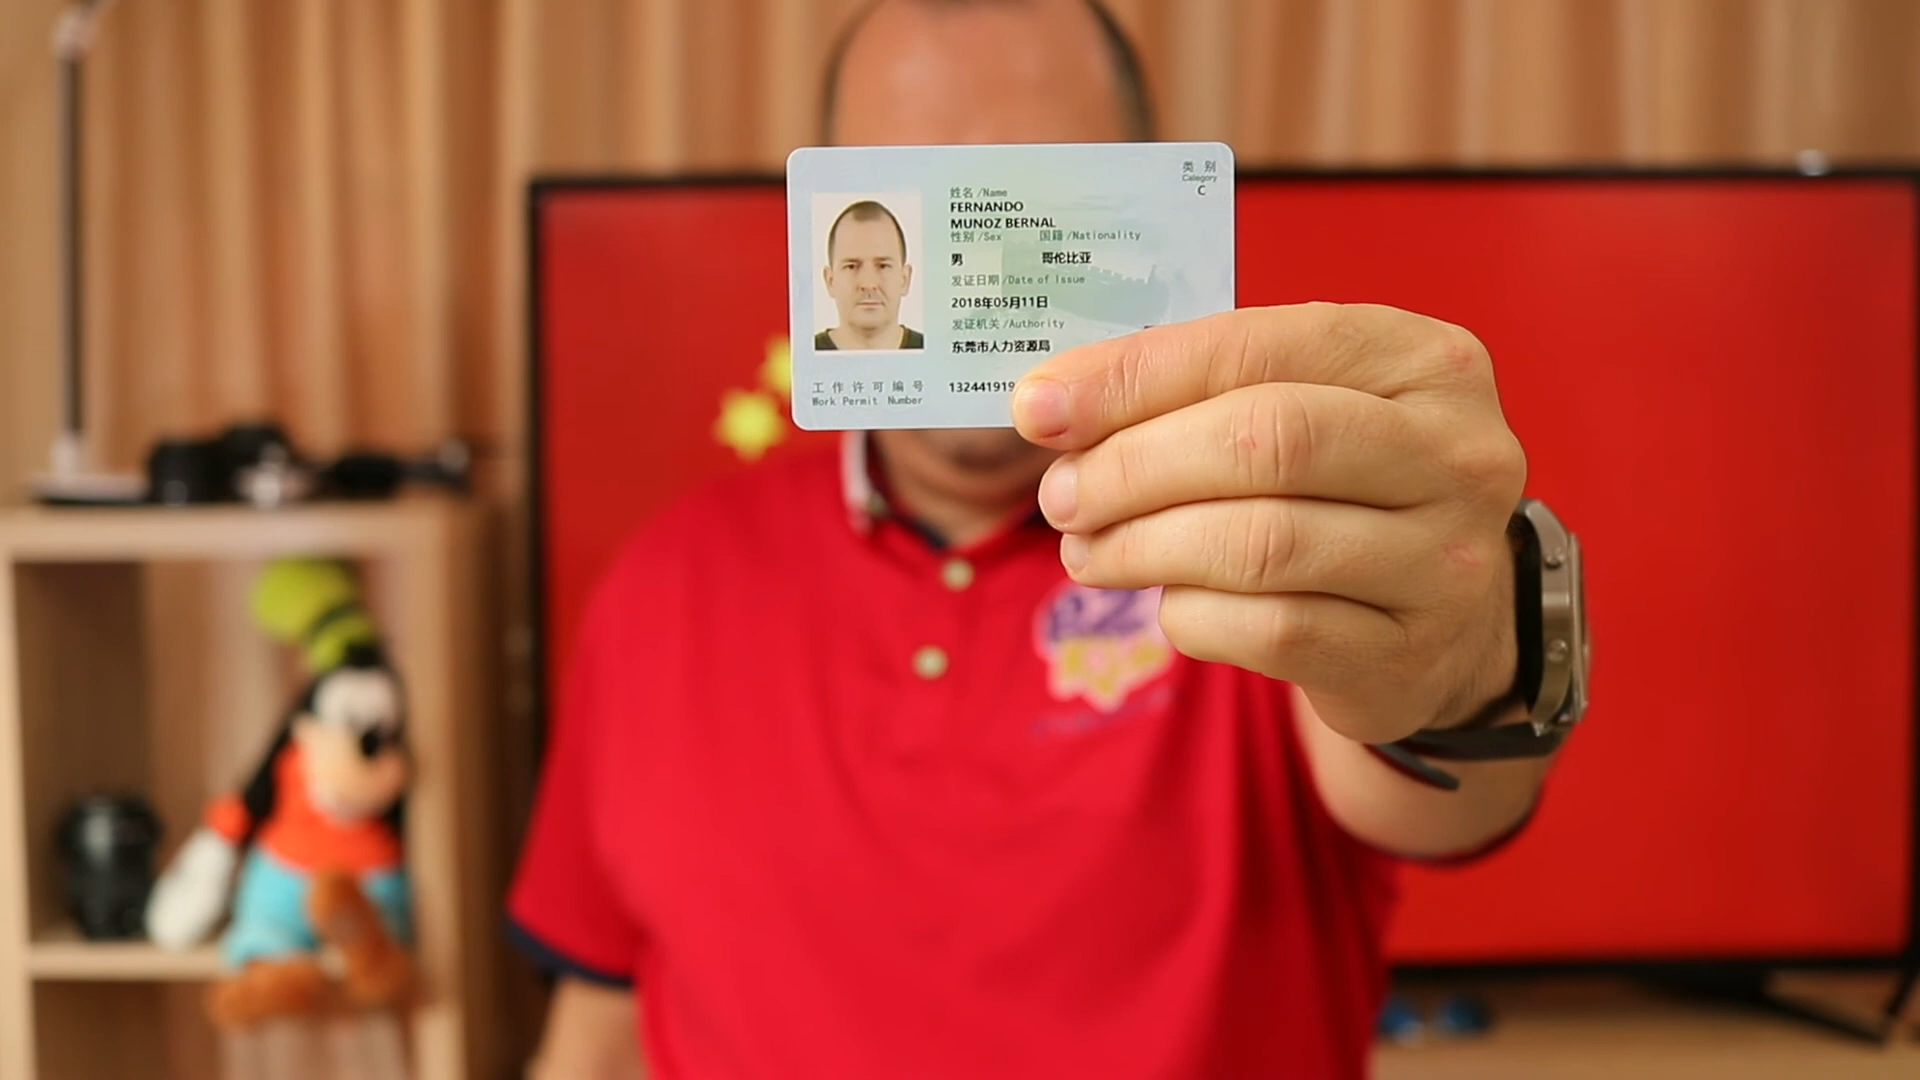 类 别
Category
C
姓名/Name
FERNANDO
MUNOZ BERNAL
性别/Sex 国籍/Nationality
男 哥伦比亚
发证日期/Date of Issue
2018年05月11日
发证机关/Authority
东莞市人力资源局
工作许可编号 132441919
Work Permit Number